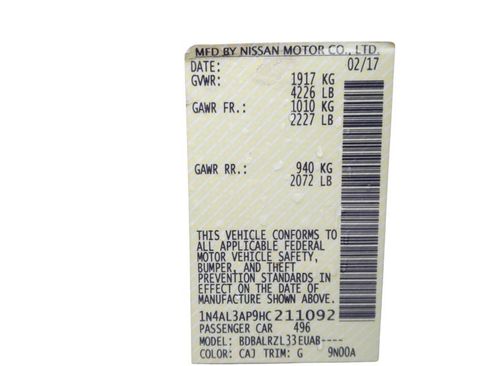 MFD BY NISSAN MOTOR CO., LTD.
DATE: 02/17
GVWR: 1917 KG
4226 LB
GAWR FR.: 1010 KG
2227 LB
GAWR RR.: 940 KG
2072 LB
THIS VEHICLE CONFORMS TO
ALL APPLICABLE FEDERAL
MOTOR VEHICLE SAFETY,
BUMPER, AND THEFT
PREVENTION STANDARDS IN
EFFECT ON THE DATE OF
MANUFACTURE SHOWN ABOVE.
1N4AL3AP9HC211092
PASSENGER CAR 496
MODEL: BDBALRZL33EUAB----
COLOR: CAJ TRIM: G 9N00A